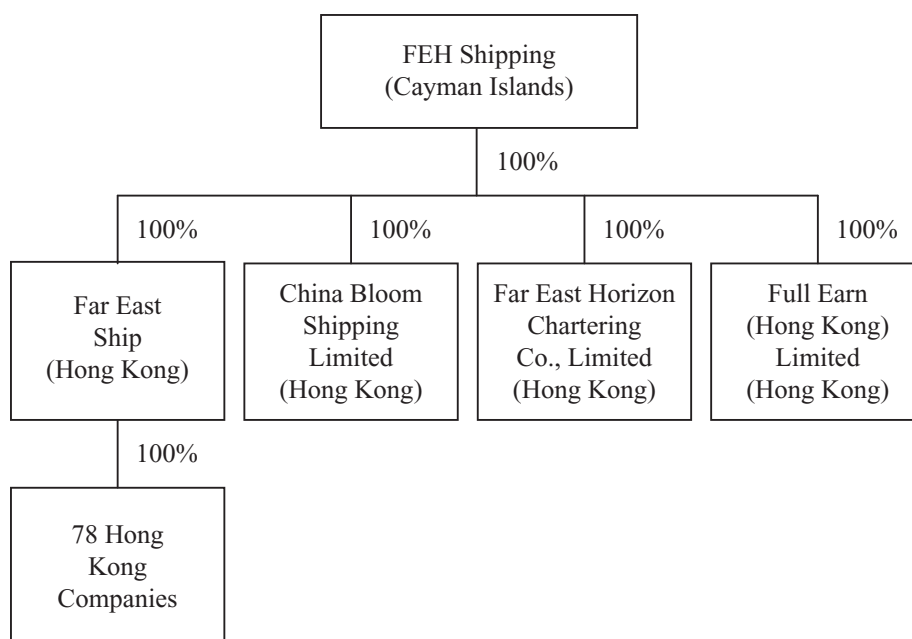 FEH Shipping
(Cayman Islands)
100%
100%
100%
100%
100%
Far East
Ship
(Hong Kong)
China Bloom
Shipping
Limited
(Hong Kong)
Far East Horizon
Chartering
Co., Limited
(Hong Kong)
Full Earn
(Hong Kong)
Limited
(Hong Kong)
100%
78 Hong
Kong
Companies